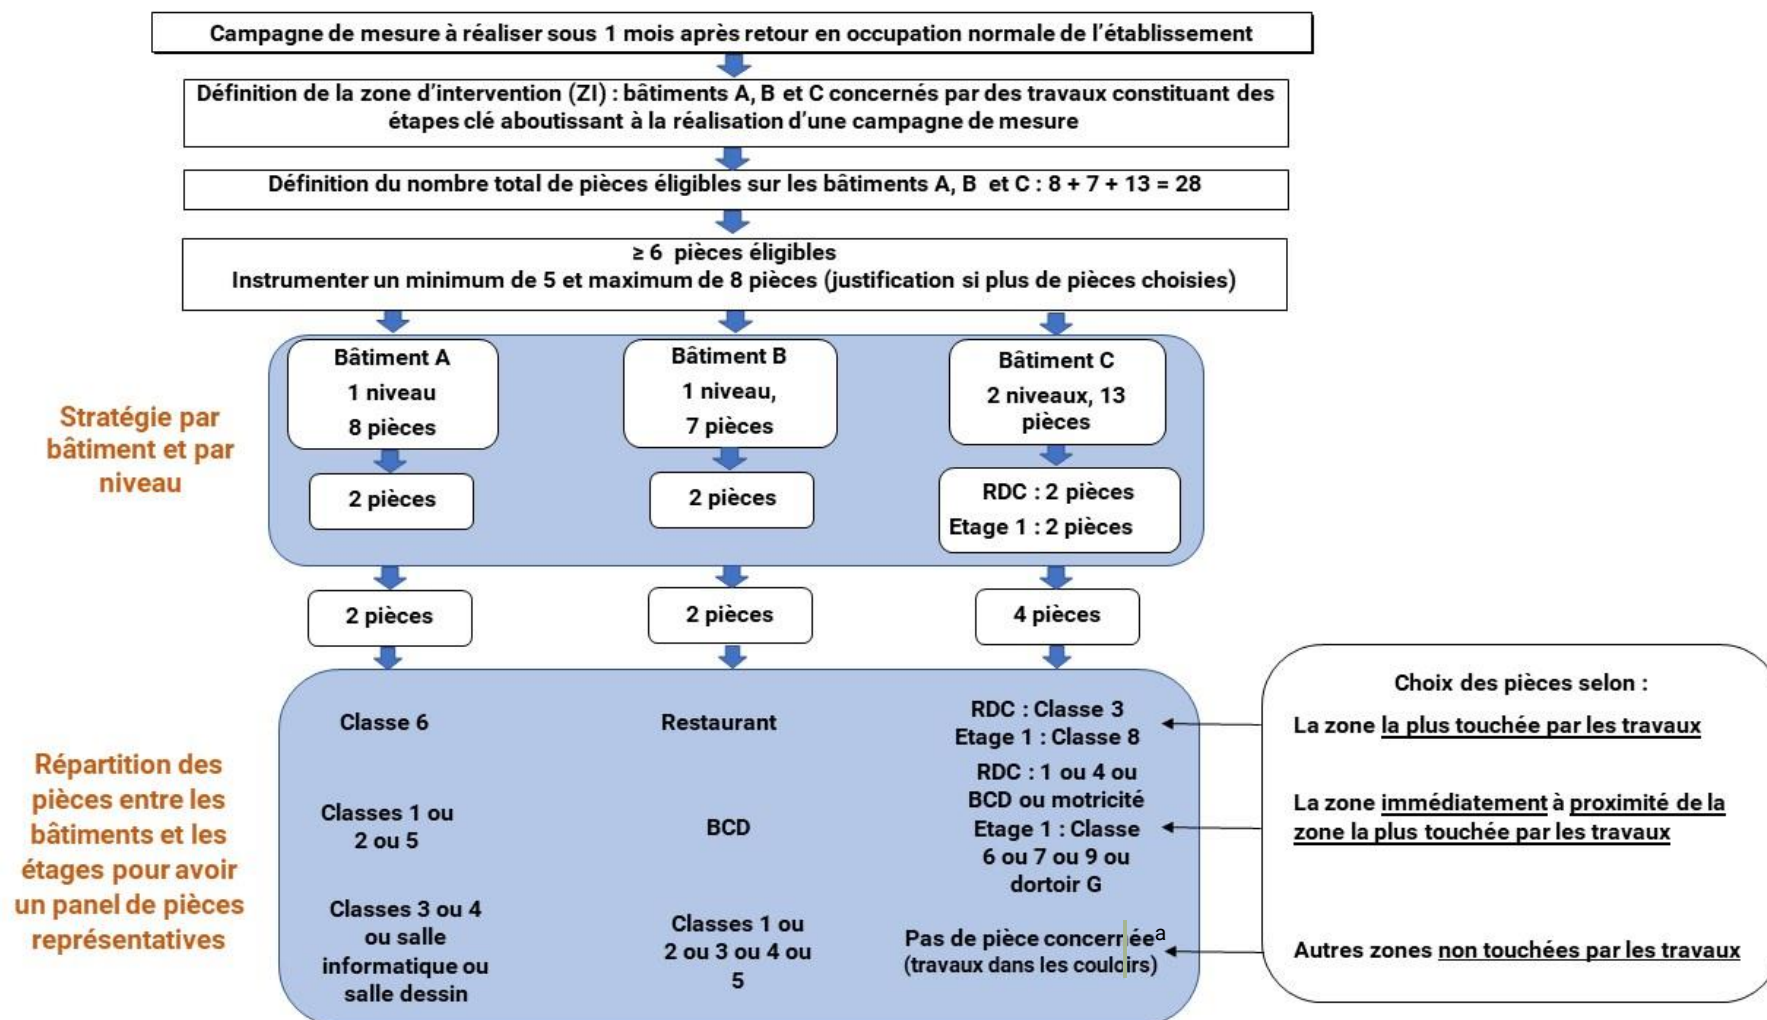 Campagne de mesure à réaliser sous 1 mois après retour en occupation normale de l'établissement
Définition de la zone d'intervention (ZI) : bâtiments A, B et C concernés par des travaux constituant des
étapes clé aboutissant à la réalisation d'une campagne de mesure
Définition du nombre total de pièces éligibles sur les bâtiments A, B et C : 8 + 7 + 13 = 28
≥ 6 pièces éligibles
Instrumenter un minimum de 5 et maximum de 8 pièces (justification si plus de pièces choisies)
Stratégie par
bâtiment et par
niveau
Bâtiment A
1 niveau
8 pièces
Bâtiment B
1 niveau,
7 pièces
Bâtiment C
2 niveaux, 13
pièces
2 pièces
2 pièces
RDC : 2 pièces
Etage 1 : 2 pièces
2 pièces
2 pièces
4 pièces
Répartition des
pièces entre les
bâtiments et les
étages pour avoir
un panel de pièces
représentatives
Classe 6
Restaurant
RDC : Classe 3
Etage 1 : Classe 8
Classes 1 ou
2 ou 5
BCD
RDC : 1 ou 4 ou
BCD ou motricité
Etage 1 : Classe
6 ou 7 ou 9 ou
dortoir G
Classes 3 ou 4
ou salle
informatique ou
salle dessin
Classes 1 ou
2 ou 3 ou 4 ou
5
Pas de pièce concernée a
(travaux dans les couloirs)
Choix des pièces selon :
La zone la plus touchée par les travaux
La zone immédiatement à proximité de la
zone la plus touchée par les travaux
Autres zones non touchées par les travaux